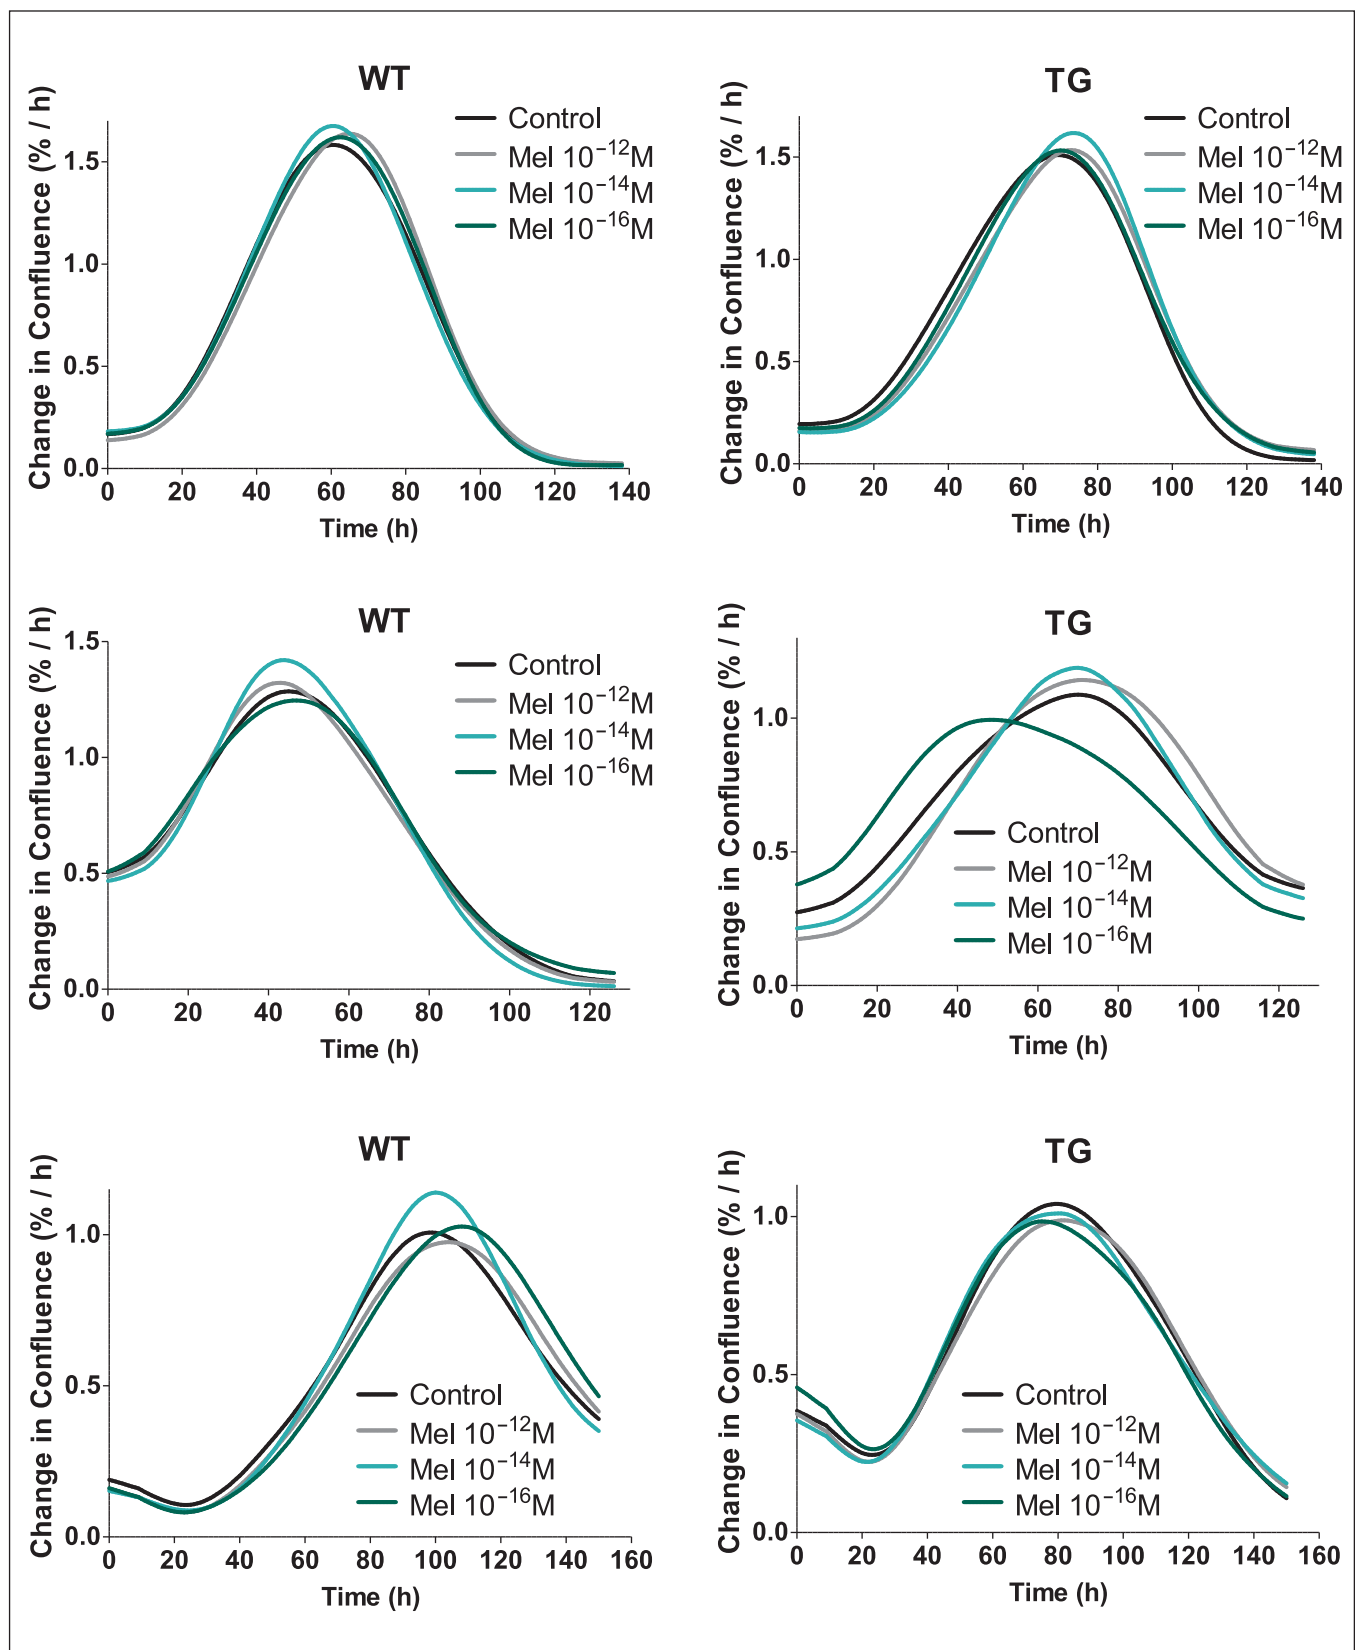 WT
Change in Confluence (% / h)
1.5
1.0
0.5
0.0
0 20 40 60 80 100 120 140
Time (h)
Control
Mel 10⁻¹²M
Mel 10⁻¹⁴M
Mel 10⁻¹⁶M
TG
Change in Confluence (% / h)
1.5
1.0
0.5
0.0
0 20 40 60 80 100 120 140
Time (h)
Control
Mel 10⁻¹²M
Mel 10⁻¹⁴M
Mel 10⁻¹⁶M
WT
Change in Confluence (% / h)
1.5
1.0
0.5
0.0
0 20 40 60 80 100 120
Time (h)
Control
Mel 10⁻¹²M
Mel 10⁻¹⁴M
Mel 10⁻¹⁶M
TG
Change in Confluence (% / h)
1.0
0.5
0.0
0 20 40 60 80 100 120
Time (h)
Control
Mel 10⁻¹²M
Mel 10⁻¹⁴M
Mel 10⁻¹⁶M
WT
Change in Confluence (% / h)
1.0
0.5
0.0
0 20 40 60 80 100 120 140 160
Time (h)
Control
Mel 10⁻¹²M
Mel 10⁻¹⁴M
Mel 10⁻¹⁶M
TG
Change in Confluence (% / h)
1.0
0.5
0.0
0 20 40 60 80 100 120 140 160
Time (h)
Control
Mel 10⁻¹²M
Mel 10⁻¹⁴M
Mel 10⁻¹⁶M